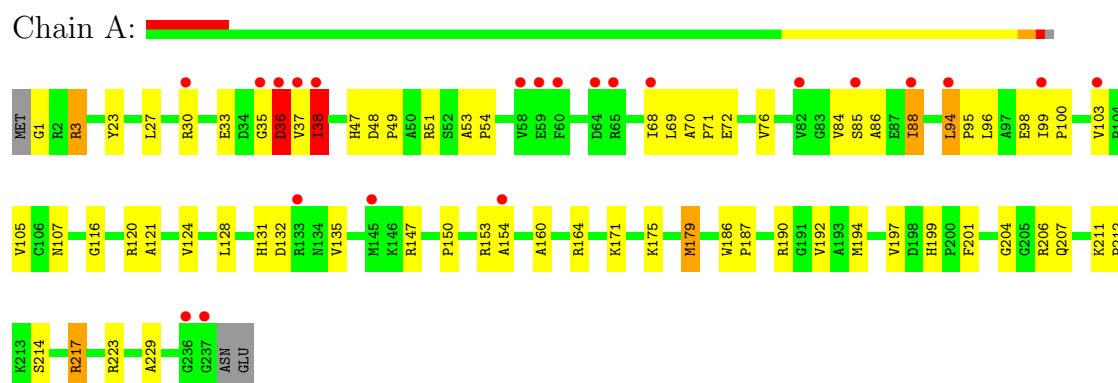 Chain A:
MET G1 R2 R3 Y23 L27 R30 E33 D34 G35 D36 V37 I38 H47 D48 P49 A50 R51 S52 A53 P54 V58 E59 F60 D64 R65 I68 L69 A70 P71 E72 V76 V82 G83 V84 S85 A86 E87 I88 L94 P95 L96 A97 E98 I99 P100 V103 R104
V105 C106 N107 G116 R120 A121 V124 L128 H131 D132 R133 N134 V135 M145 K146 R147 P150 R153 A154 A160 R164 K171 K175 M179 W186 P187 R190 G191 V192 A193 M194 V197 D198 H199 P200 F201 G204 G205 R206 Q207 K211 P212
K213 S214 R217 R223 A229 G236 G237 ASN GLU